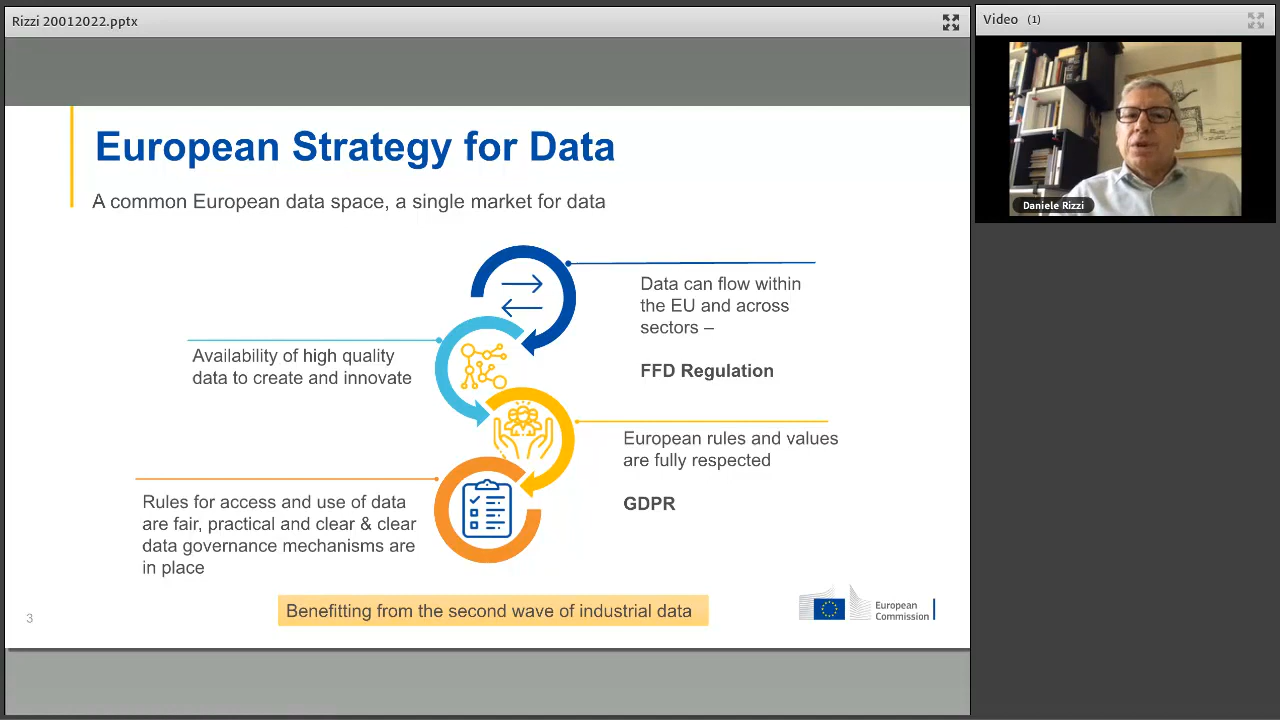 Rizzi 20012022.pptx
Video (1)
Daniele Rizzi
European Strategy for Data
A common European data space, a single market for data
Data can flow within
the EU and across
sectors –
FFD Regulation
Availability of high quality
data to create and innovate
European rules and values
are fully respected
GDPR
Rules for access and use of data
are fair, practical and clear & clear
data governance mechanisms are
in place
Benefitting from the second wave of industrial data
3
European
Commission